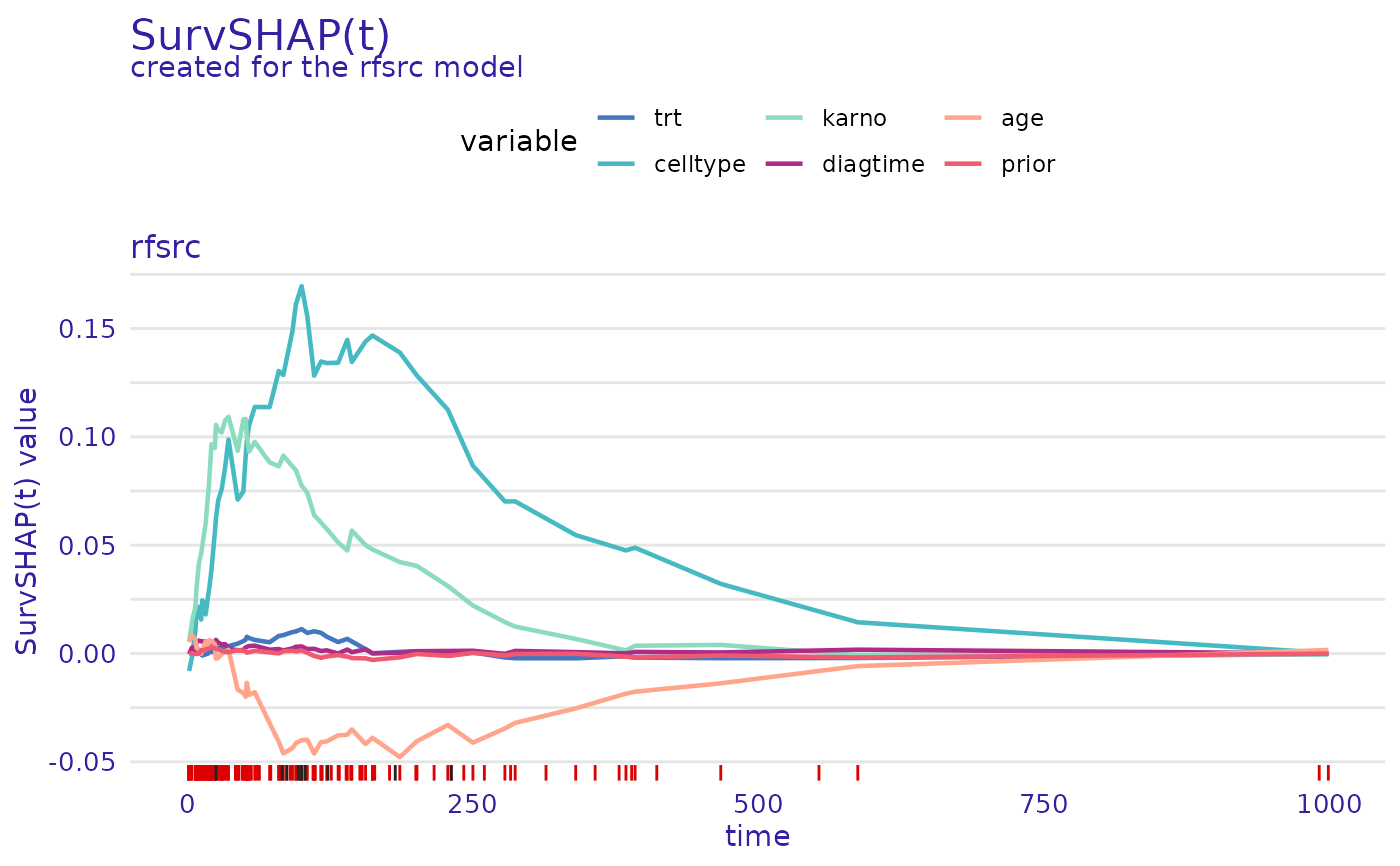 SurvSHAP(t)
created for the rfsrc model
variable
trt
karno
age
celltype
diagtime
prior
rfsrc
0.15
0.10
0.05
0.00
-0.05
SurvSHAP(t) value
0 250 500 750 1000
time